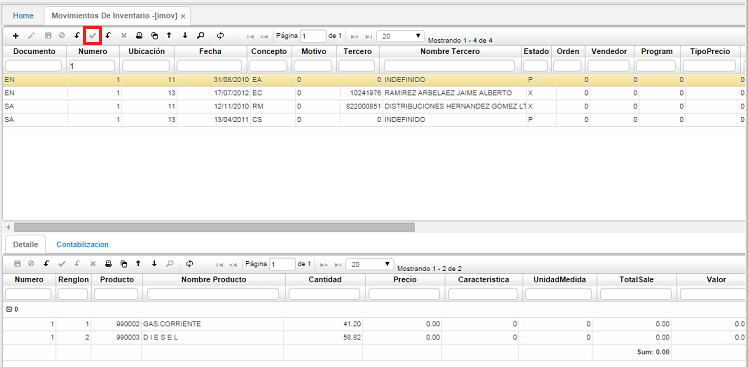 Home Movimientos De Inventario -[imov] ×
Página 1 de 1 20 Mostrando 1 - 4 de 4
Documento Numero Ubicación Fecha Concepto Motivo Tercero Nombre Tercero Estado Orden Vendedor Program TipoPrecio
1
EN 1 11 31/08/2010 EA 0 0 INDEFINIDO P 0 0 0 0
EN 1 13 17/07/2012 EC 0 10241976 RAMIREZ ARBELAEZ JAIME ALBERTO X 0 0 0 0
SA 1 11 12/11/2010 RM 0 822000851 DISTRIBUCIONES HERNANDEZ GOMEZ LT X 0 0 0 0
SA 1 13 13/04/2011 CS 0 0 INDEFINIDO P 0 0 0 0
Detalle Contabilizacion
Página 1 de 1 20 Mostrando 1 - 2 de 2
Numero Renglon Producto Nombre Producto Cantidad Precio Caracteristica UnidadMedida TotalSale Valor
0
1 1 990002 GAS.CORRIENTE 41.20 0.00 0 0 0.00 0.0
1 2 990003 D I E S E L 58.82 0.00 0 0 0.00 0.0
Sum: 0.00